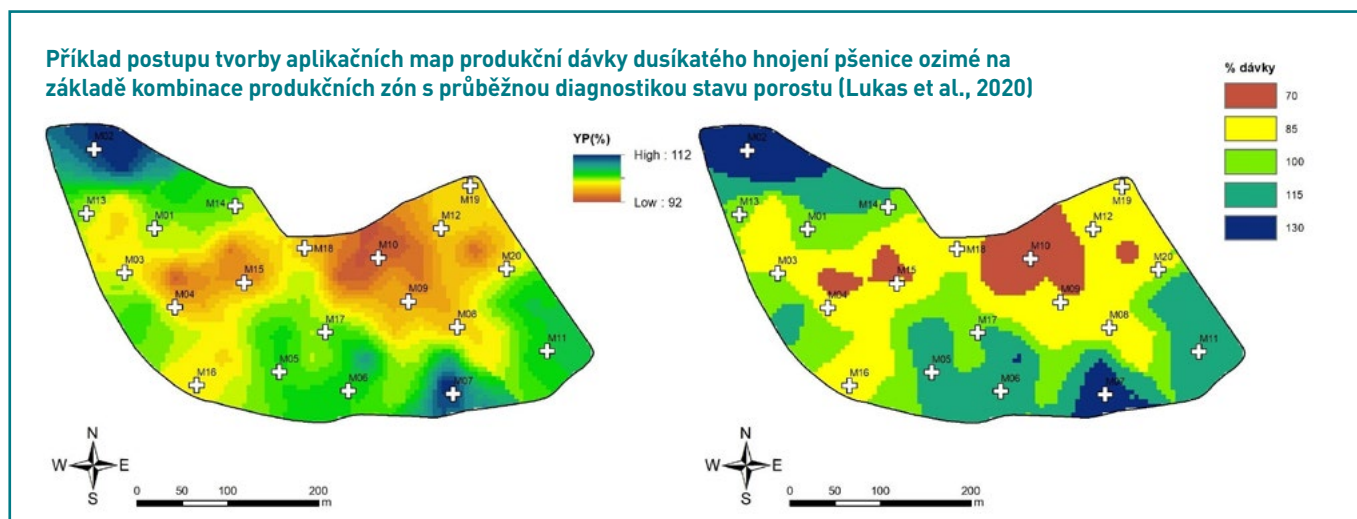 Příklad postupu tvorby aplikačních map produkční dávky dusíkatého hnojení pšenice ozimé na
základě kombinace produkčních zón s průběžnou diagnostikou stavu porostu (Lukas et al., 2020)
YP(%)
High : 112
Low : 92
M02
M13
M01
M14
M03
M04
M15
M18
M10
M12
M19
M20
M09
M08
M17
M05
M06
M07
M11
M16
N
W E
S
0 50 100 200
m
% dávky
70
85
100
115
130
M02
M13
M01
M14
M03
M04
M15
M18
M10
M12
M19
M20
M09
M08
M17
M05
M06
M07
M11
M16
N
W E
S
0 50 100 200
m